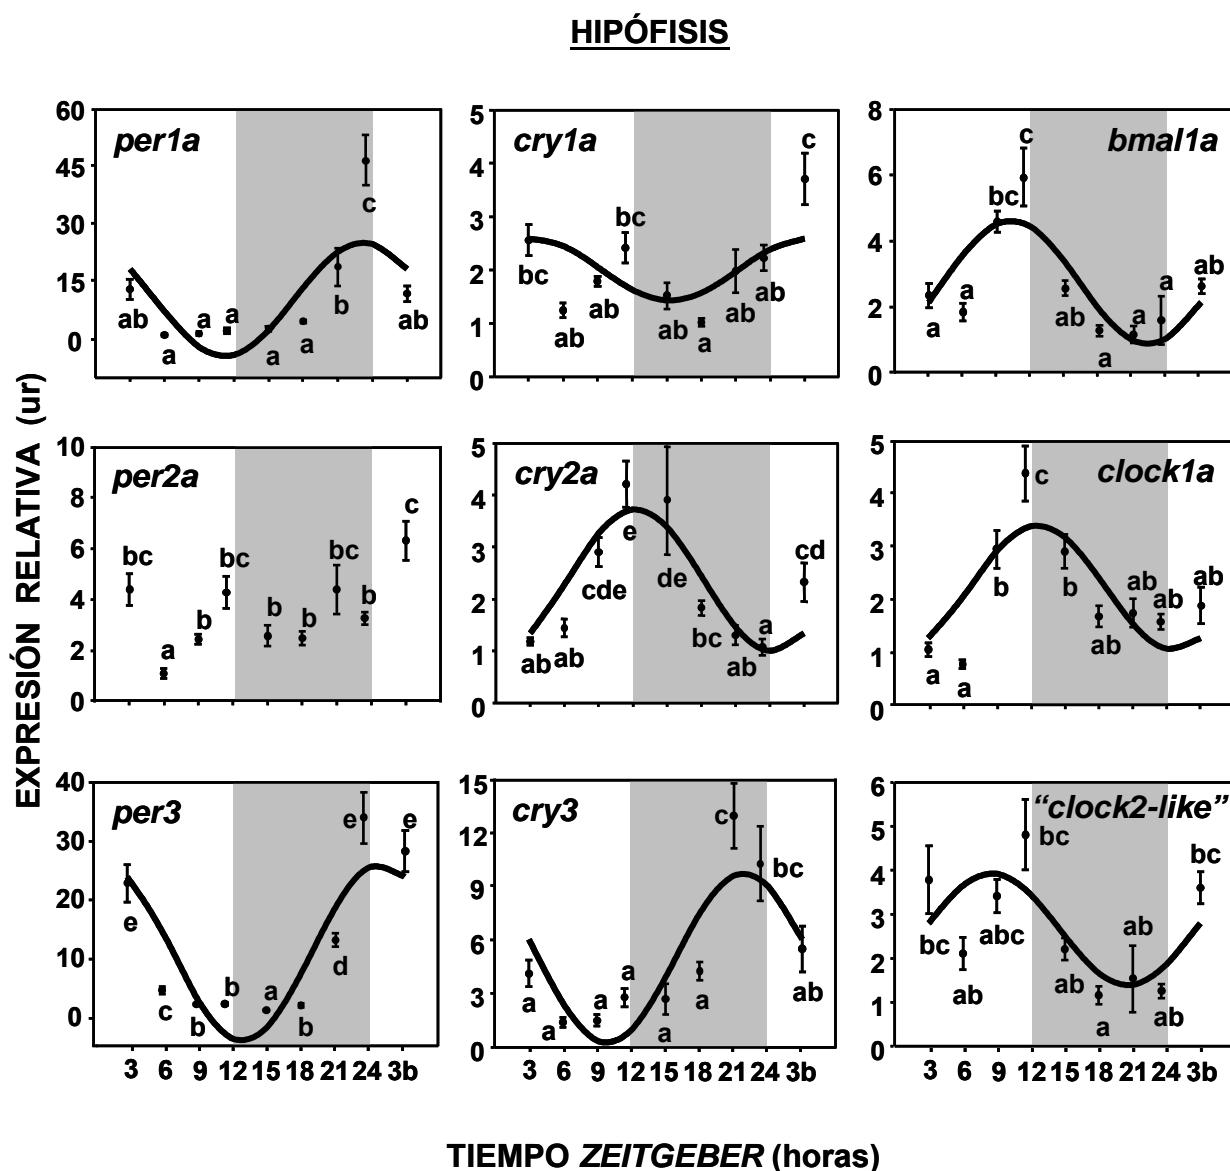 HIPÓFISIS
EXPRESIÓN RELATIVA (ur)
per1a
60
45
30
15
0
ab
a
a
a
a
a
b
c
ab
cry1a
5
4
3
2
1
0
bc
ab
ab
bc
ab
a
ab
ab
c
bmal1a
8
6
4
2
0
a
a
bc
c
ab
a
a
a
ab
per2a
10
8
6
4
2
0
bc
a
b
bc
b
b
bc
b
c
cry2a
5
4
3
2
1
0
ab
ab
cde
e
de
bc
ab
a
cd
clock1a
5
4
3
2
1
0
a
a
b
c
b
ab
ab
ab
ab
per3
40
30
20
10
0
e
c
b
b
a
b
d
e
e
3 6 9 12 15 18 21 24 3b
cry3
15
12
9
6
3
0
a
a
a
a
a
a
c
bc
ab
3 6 9 12 15 18 21 24 3b
“clock2-like”
6
5
4
3
2
1
0
bc
ab
abc
bc
ab
a
ab
ab
bc
3 6 9 12 15 18 21 24 3b
TIEMPO ZEITGEBER (horas)